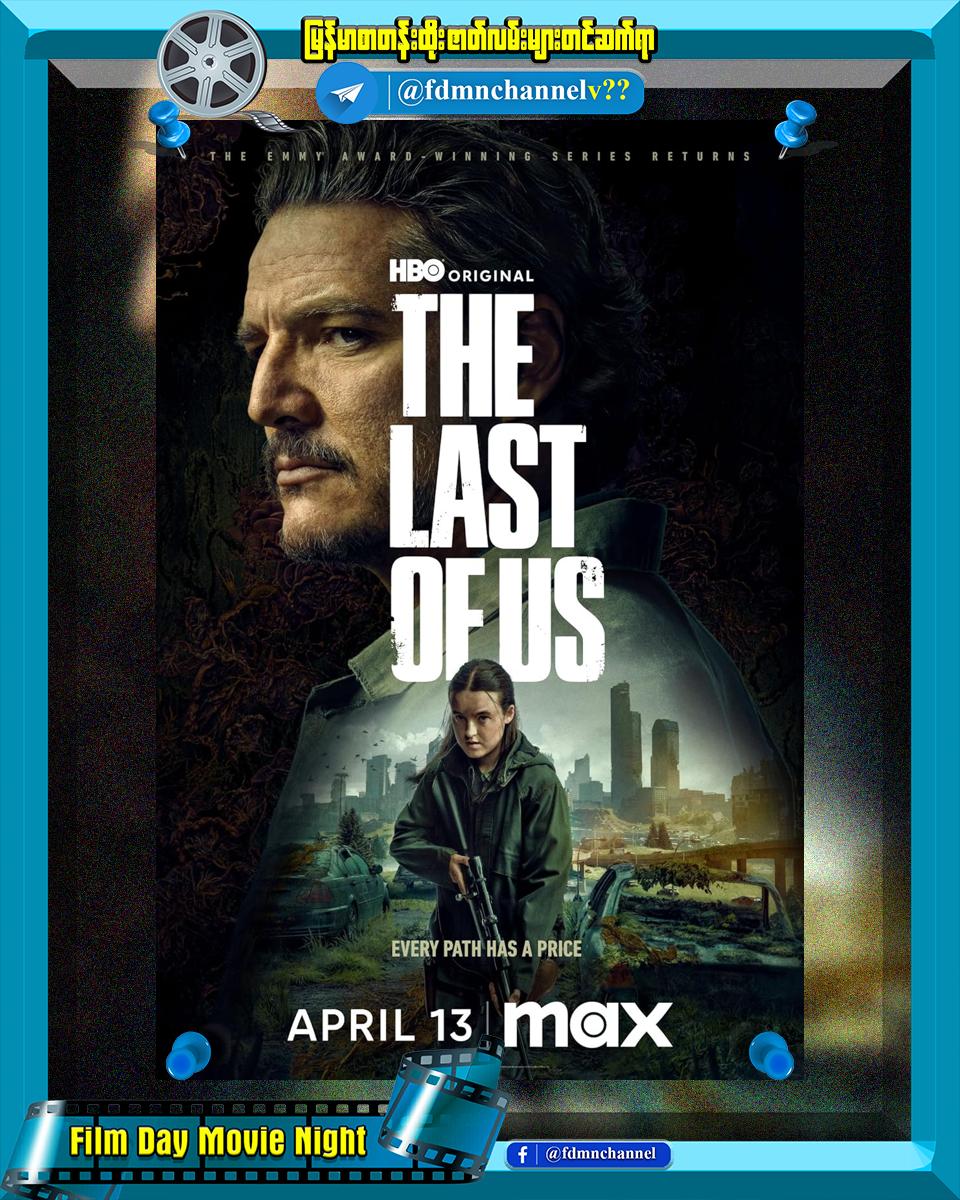 မြန်မာစာတန်းထိုးဇာတ်လမ်းများတင်ဆက်ရာ
@fdmnchannelv??
THE EMMY AWARD-WINNING SERIES RETURNS
HBO ORIGINAL
THE
LAST
OF US
EVERY PATH HAS A PRICE
APRIL 13 | max
Film Day Movie Night
f | @fdmnchannel